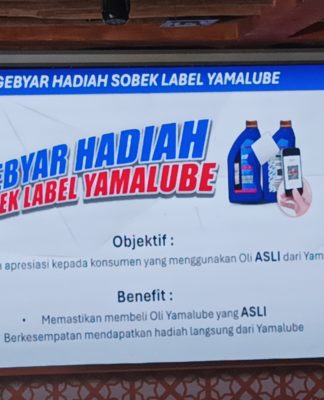 GEBYAR HADIAH SOBEK LABEL YAMALUBE
EBYAR HADIAH
EK LABEL YAMALUBE
Objektif :
apresiasi kepada konsumen yang menggunakan Oli ASLI dari Yam
Benefit :
• Memastikan membeli Oli Yamalube yang ASLI
Berkesempatan mendapatkan hadiah langsung dari Yamalube